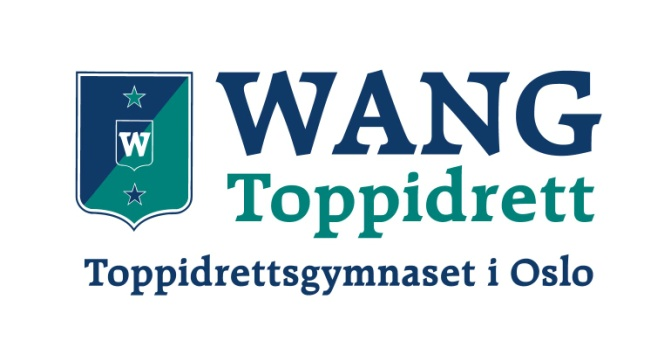 W
WANG
Toppidrett
Toppidrettsgymnaset i Oslo